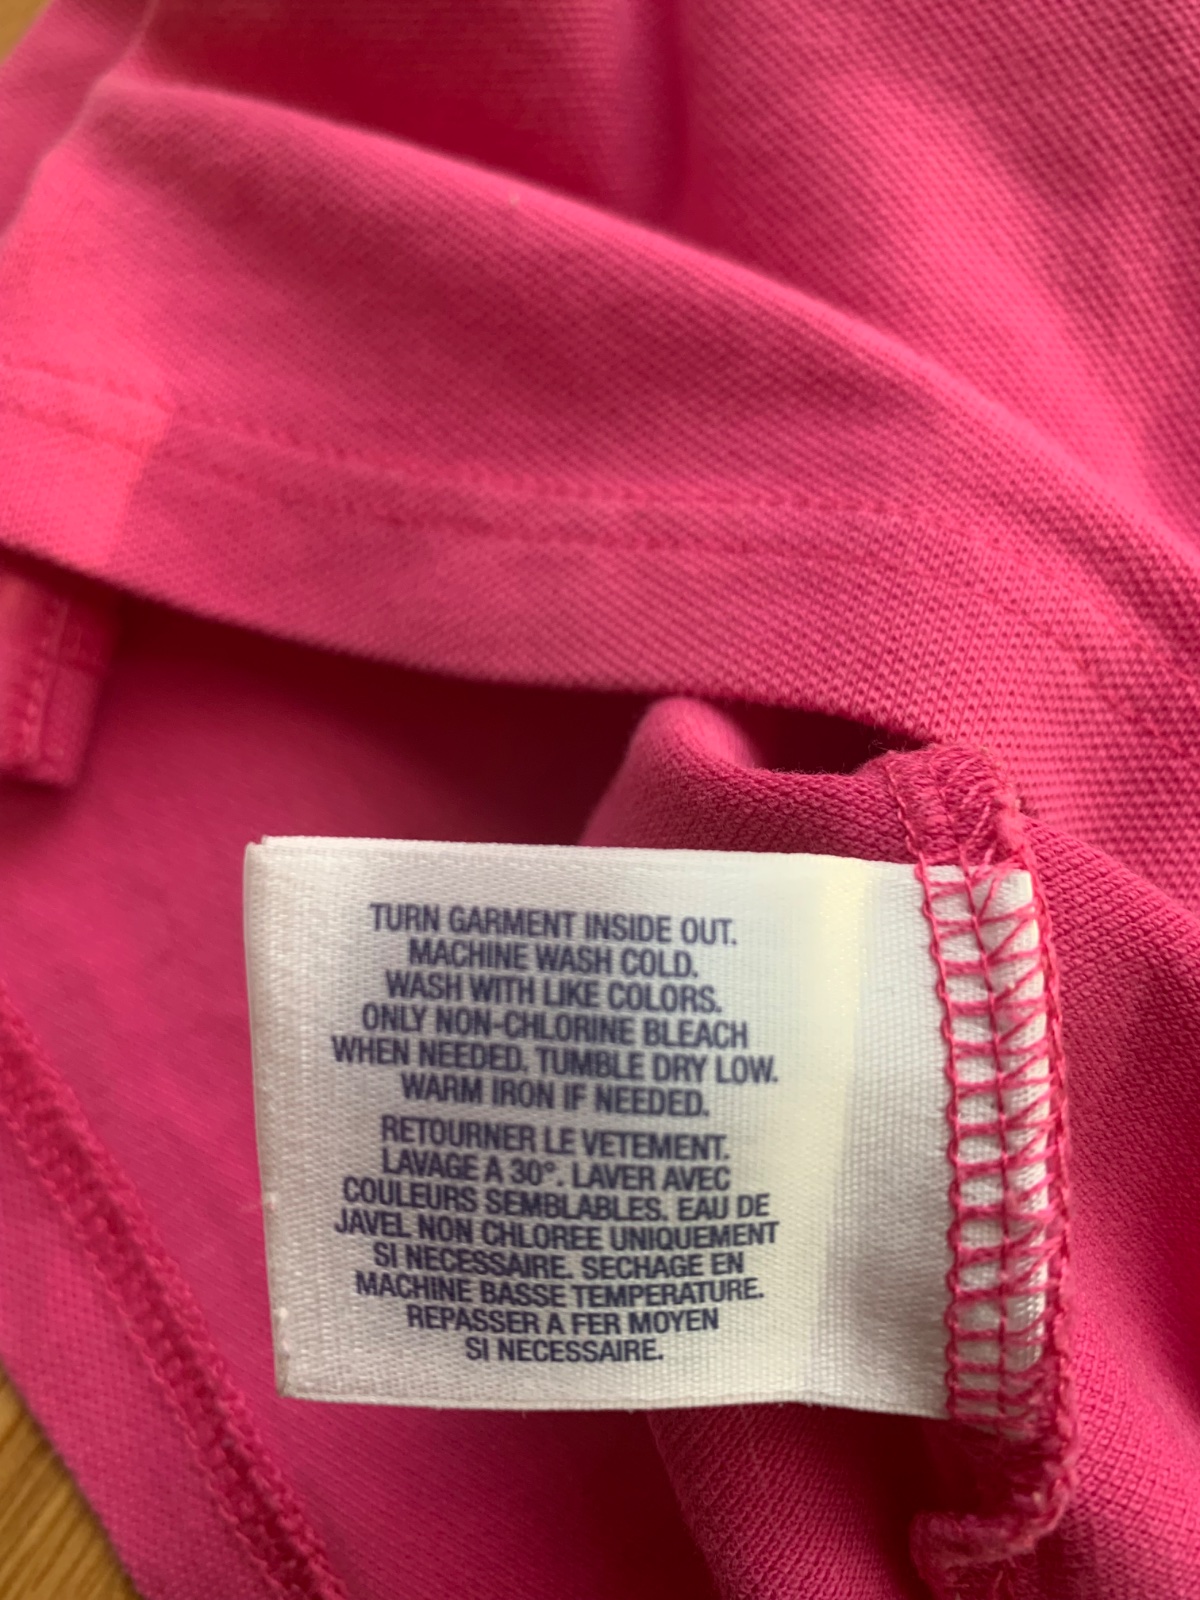 TURN GARMENT INSIDE OUT.
MACHINE WASH COLD.
WASH WITH LIKE COLORS.
ONLY NON-CHLORINE BLEACH
WHEN NEEDED. TUMBLE DRY LOW.
WARM IRON IF NEEDED.
RETOURNER LE VETEMENT.
LAVAGE A 30°. LAVER AVEC
COULEURS SEMBLABLES. EAU DE
JAVEL NON CHLOREE UNIQUEMENT
SI NECESSAIRE. SECHAGE EN
MACHINE BASSE TEMPERATURE.
REPASSER A FER MOYEN
SI NECESSAIRE.